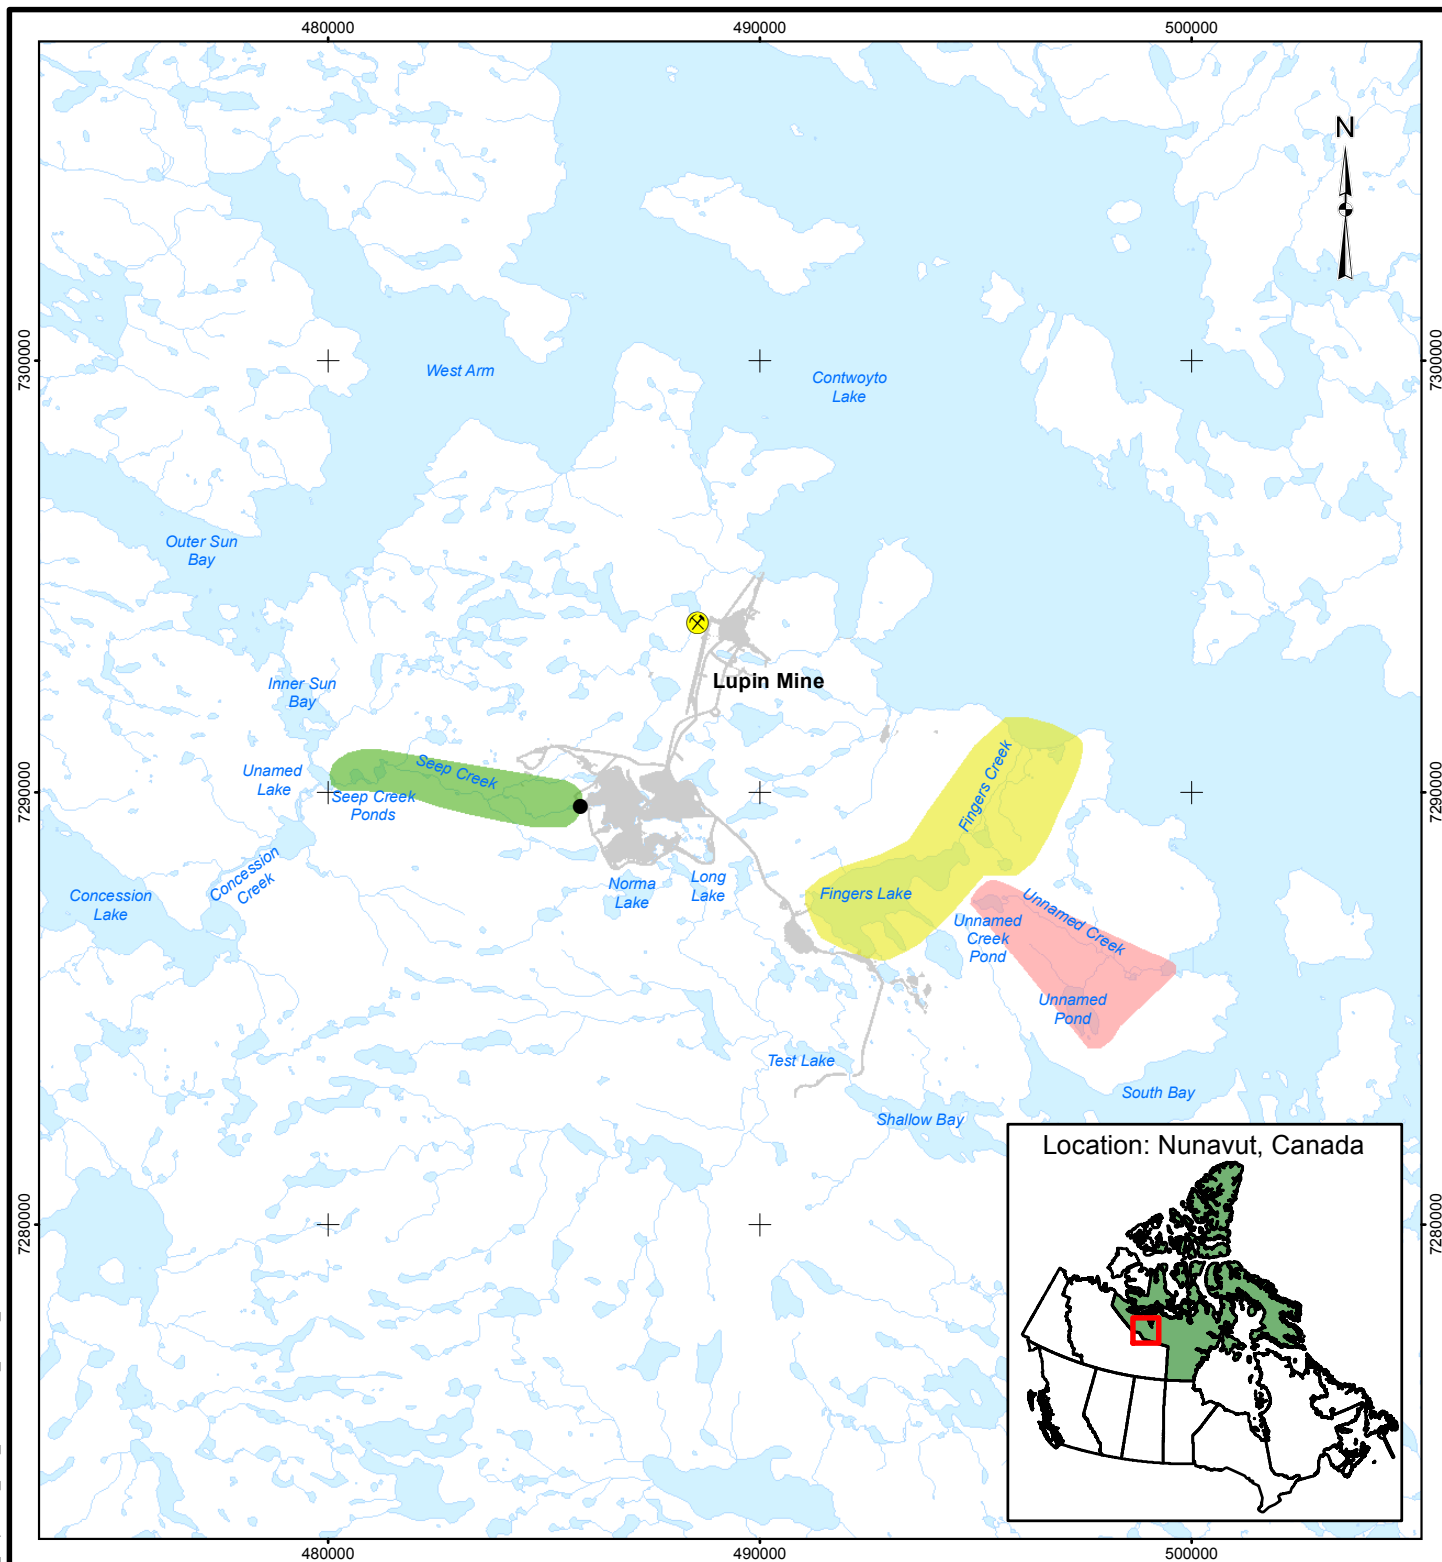 480000
490000
500000
N
7300000
7300000
West Arm
Contwoyto
Lake
Outer Sun
Bay
Lupin Mine
Inner Sun
Bay
Seep Creek
Fingers Creek
Unamed
Lake
7290000
7290000
Seep Creek
Ponds
Concession
Creek
Concession
Lake
Norma
Lake
Long
Lake
Fingers Lake
Unnamed Creek
Unnamed
Creek
Pond
Unnamed
Pond
Test Lake
South Bay
Shallow Bay
Location: Nunavut, Canada
7280000
7280000
480000
490000
500000